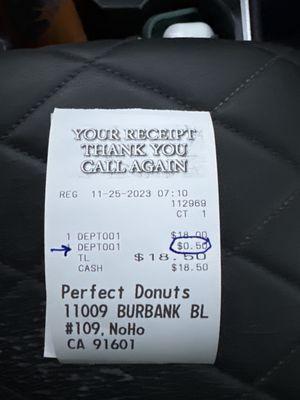 YOUR RECEIPT
THANK YOU
CALL AGAIN
REG 11-25-2023 07:10
112969
CT 1
1 DEPT001 $18.00
DEPT001 $0.50
TL $18.50
CASH $18.50
Perfect Donuts
11009 BURBANK BL
#109, NoHo
CA 91601